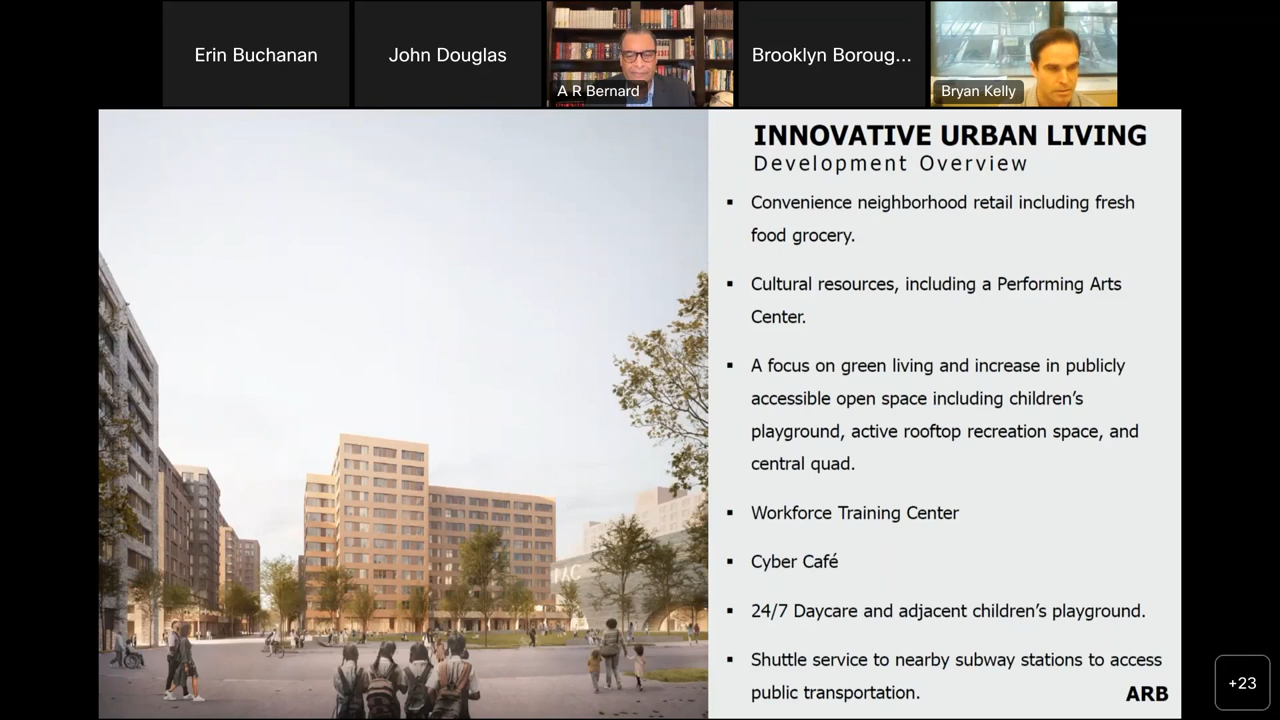 Erin Buchanan
John Douglas
A R Bernard
Brooklyn Boroug...
Bryan Kelly
INNOVATIVE URBAN LIVING
Development Overview
▪ Convenience neighborhood retail including fresh
food grocery.
▪ Cultural resources, including a Performing Arts
Center.
▪ A focus on green living and increase in publicly
accessible open space including children’s
playground, active rooftop recreation space, and
central quad.
▪ Workforce Training Center
▪ Cyber Café
▪ 24/7 Daycare and adjacent children’s playground.
▪ Shuttle service to nearby subway stations to access
public transportation.
ARB
+23